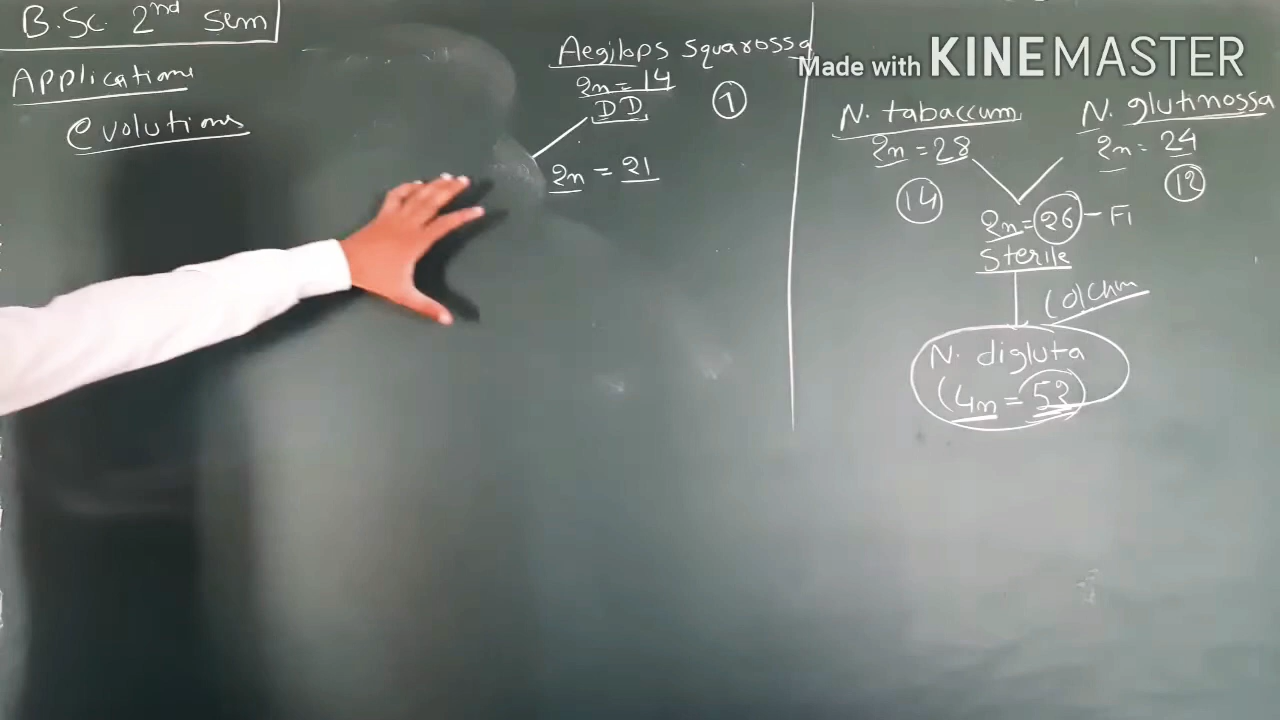 B.Sc. 2nd Sem
Applications
Evolutions
Aegilops squarossa
2n = 14
DD
1
2n = 21
Made with KINEMASTER
N. tabaccum
2n = 28
14
N. glutinossa
2n = 24
12
2n = 26 - F1
Sterile
Colchm
N. digluta
(4n = 52